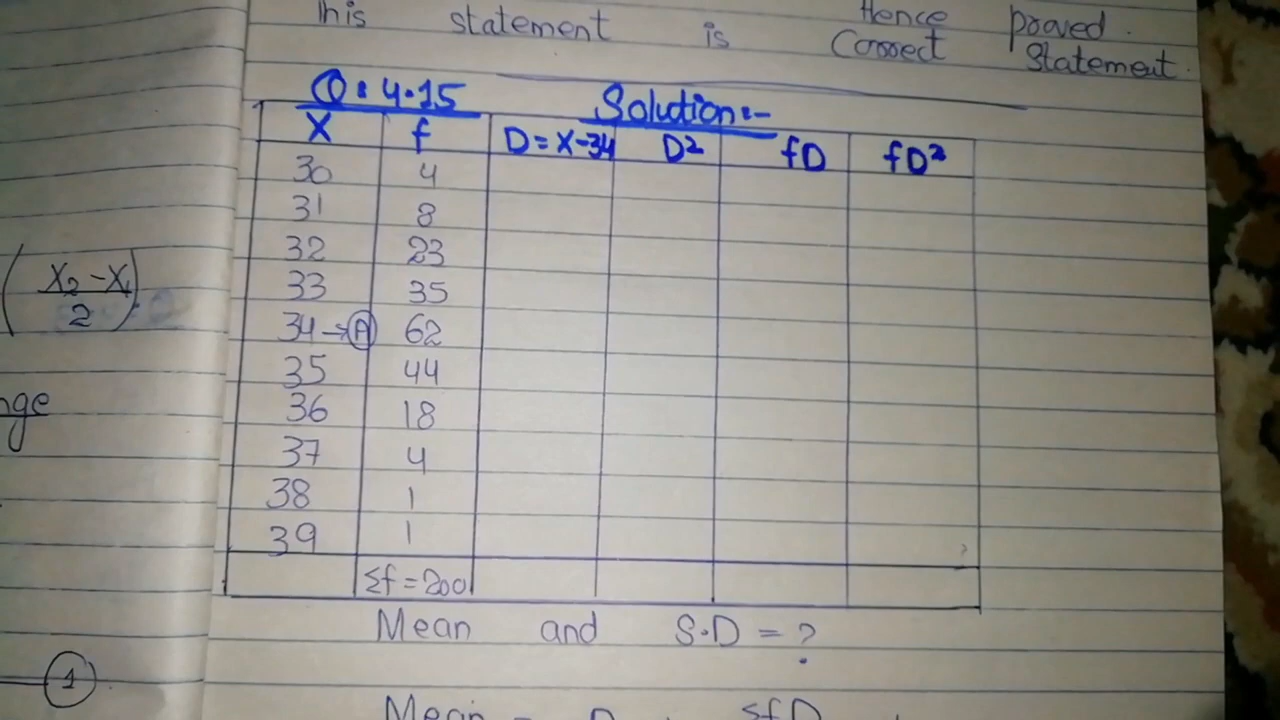 This statement is Hence proved.
Correct Statement.
Q: 4.15 Solution:-
X f D = X-34 D² fD fD²
30 4
31 8
32 23
33 35
34 → A 62
35 44
36 18
37 4
38 1
39 1
Σf = 200
Mean and S.D = ?
(X₂ - X₁
2)
①
Mean = ΣfD